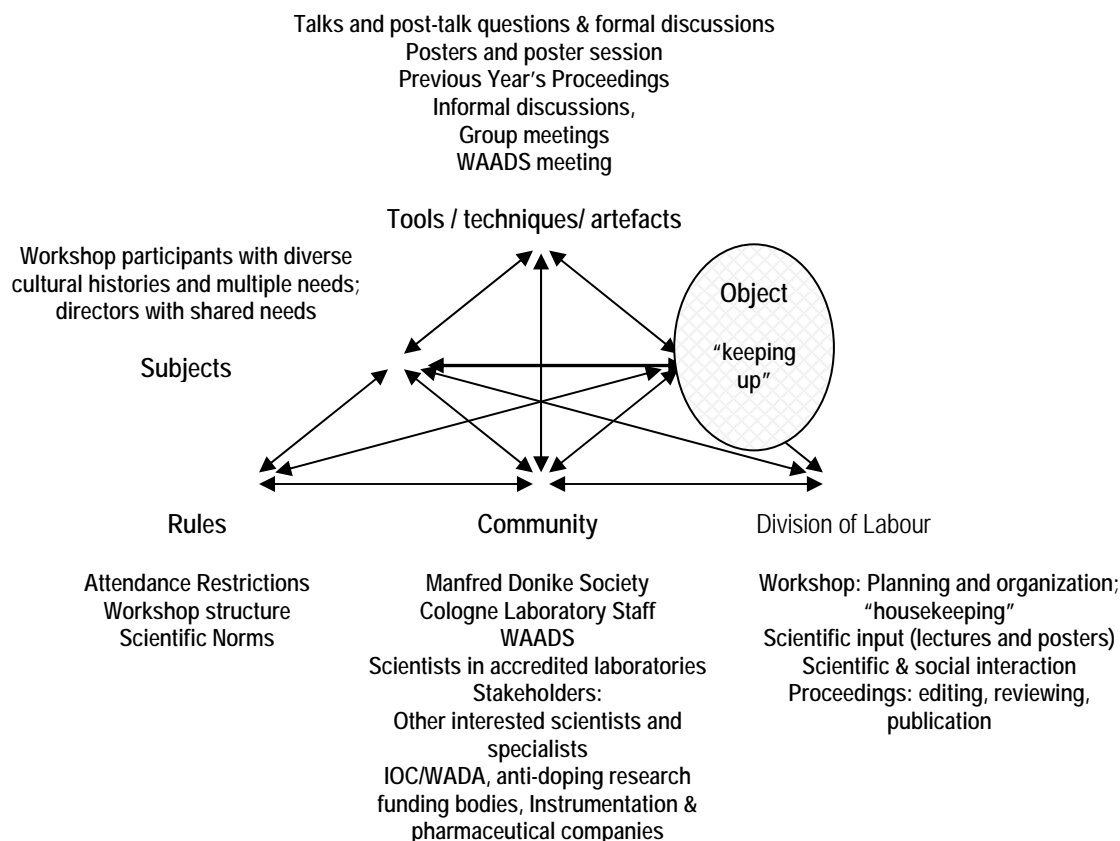 Talks and post-talk questions & formal discussions
Posters and poster session
Previous Year's Proceedings
Informal discussions,
Group meetings
WAADS meeting
Tools / techniques/ artefacts
Workshop participants with diverse
cultural histories and multiple needs;
directors with shared needs
Subjects
Object
“keeping
up”
Rules
Attendance Restrictions
Workshop structure
Scientific Norms
Community
Manfred Donike Society
Cologne Laboratory Staff
WAADS
Scientists in accredited laboratories
Stakeholders:
Other interested scientists and
specialists
IOC/WADA, anti-doping research
funding bodies, Instrumentation &
pharmaceutical companies
Division of Labour
Workshop: Planning and organization;
“housekeeping”
Scientific input (lectures and posters)
Scientific & social interaction
Proceedings: editing, reviewing,
publication